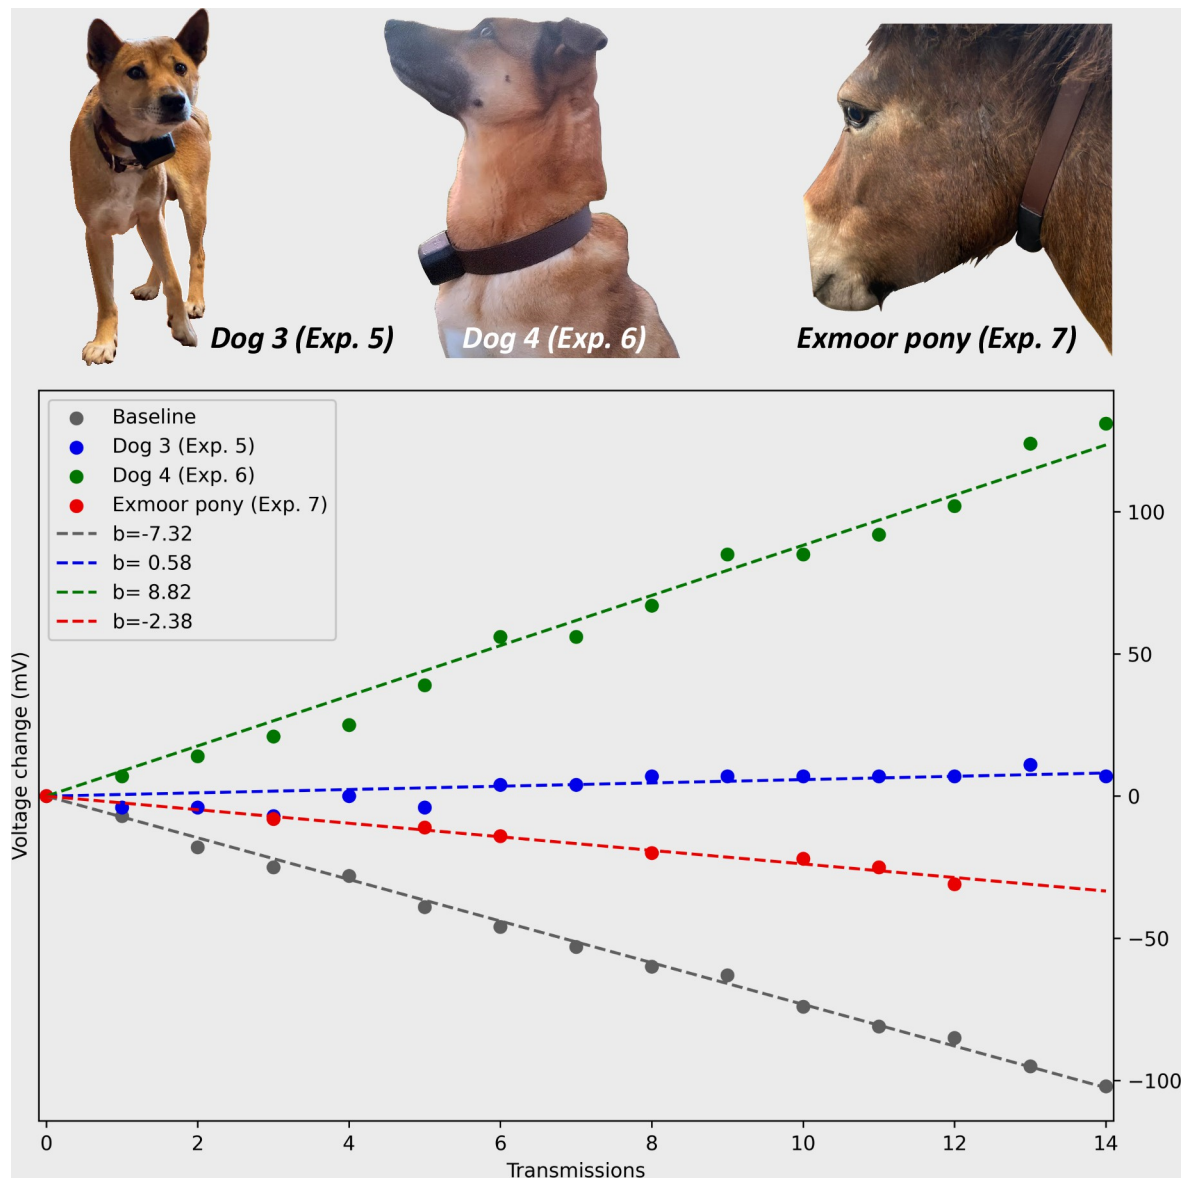 Dog 3 (Exp. 5)
Dog 4 (Exp. 6)
Exmoor pony (Exp. 7)
Baseline
Dog 3 (Exp. 5)
Dog 4 (Exp. 6)
Exmoor pony (Exp. 7)
b=-7.32
b= 0.58
b= 8.82
b=-2.38
Voltage change (mV)
100
50
0
−50
−100
0 2 4 6 8 10 12 14
Transmissions